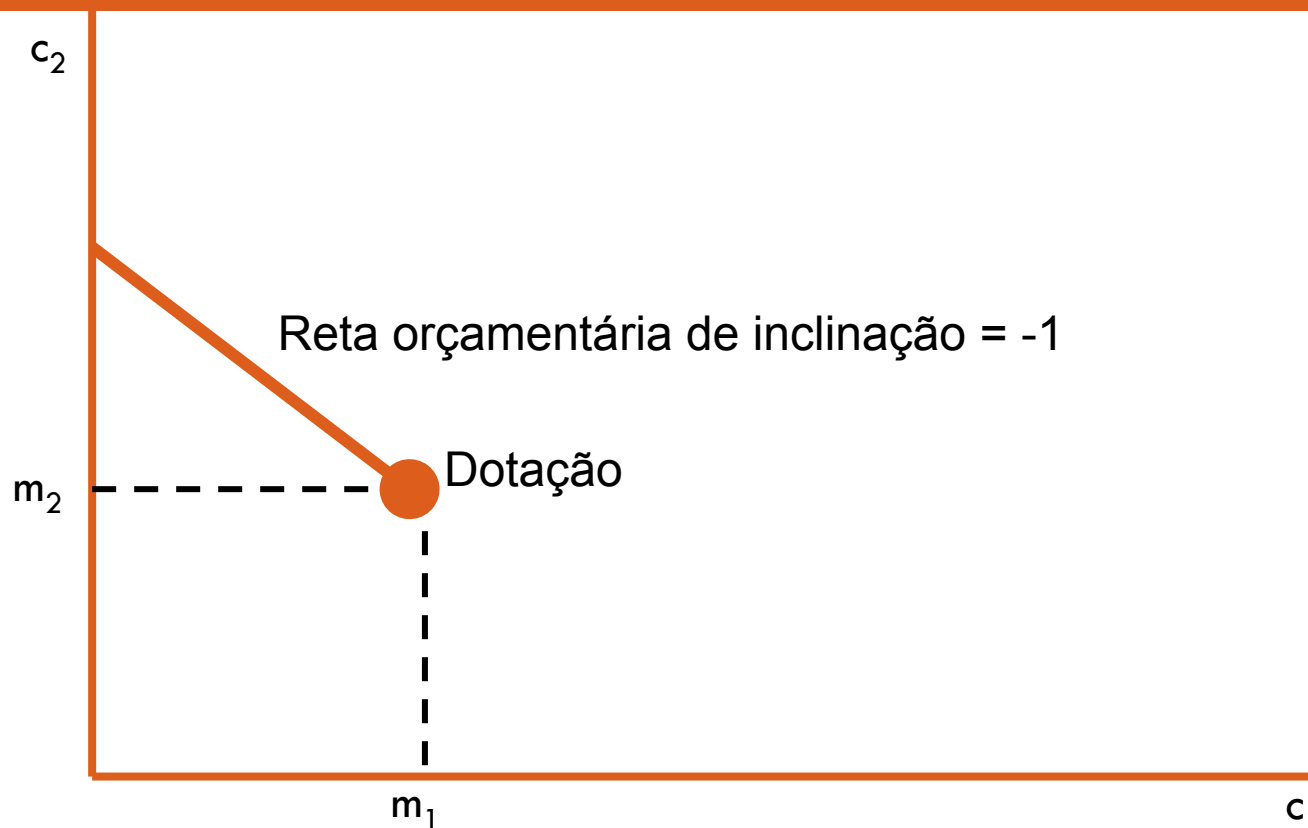 c₂
Reta orçamentária de inclinação = -1
Dotação
m₂
m₁
c